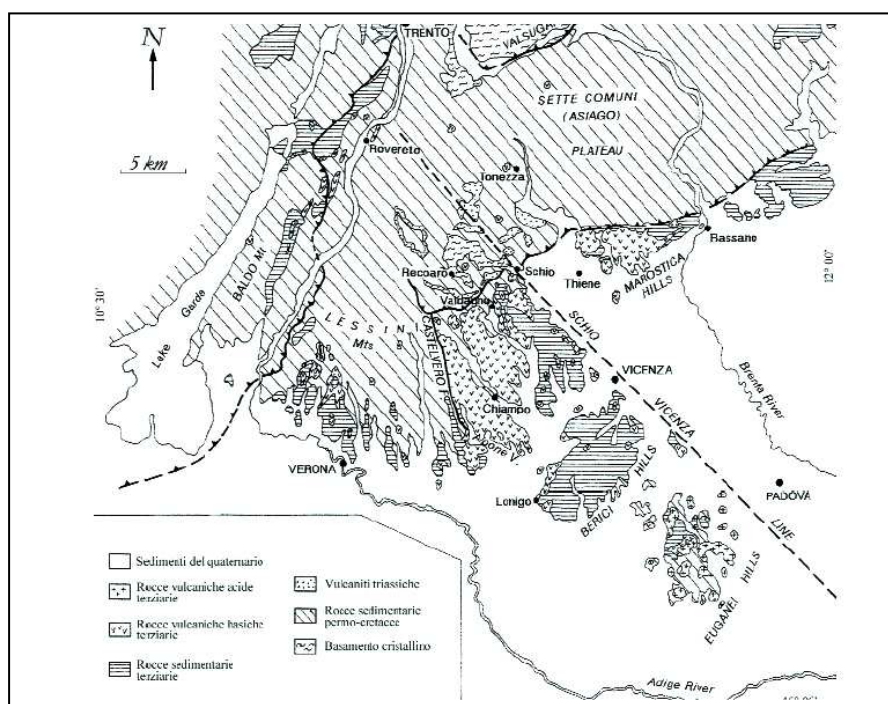 N
TRENTO
VALSUGA
SETTE COMUNI
(ASIAGO)
PLATEAU
5 km
Rovereto
Tonezza
Bassano
BALDO Mt.
Recoaro
Schio
Thiene
MAROSTICA
HILLS
12° 00'
10° 30'
Lake Garde
Valdagno
LESSINI
Mts
CASTELVERO F.
SCHIO
VICENZA
Brenta River
Chiampo
VICENZA
Alpone V.
VERONA
Lonigo
BERICI HILLS
PADOVA
LINE
EUGANEI HILLS
Sedimenti del quaternario
Rocce vulcaniche acide
terziarie
Vulcaniti triassiche
Rocce vulcaniche basiche
terziarie
Rocce sedimentarie
permo-cretacee
Rocce sedimentarie
terziarie
Basamento cristallino
Adige River